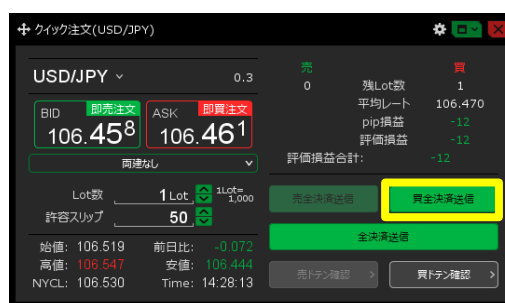 クイック注文(USD/JPY)
USD/JPY 0.3
BID 即売注文 ASK 即買注文
106.458 106.461
両建なし
Lot数 1 Lot 1Lot=1,000
許容スリップ 50
始値: 106.519 前日比: -0.072
高値: 106.547 安値: 106.444
NYCL: 106.530 Time: 14:28:13
売 買
0 残Lot数 1
平均レート 106.470
pip損益 -12
評価損益 -12
評価損益合計: -12
売全決済送信 買全決済送信
全決済送信
売ドテン確認 買ドテン確認